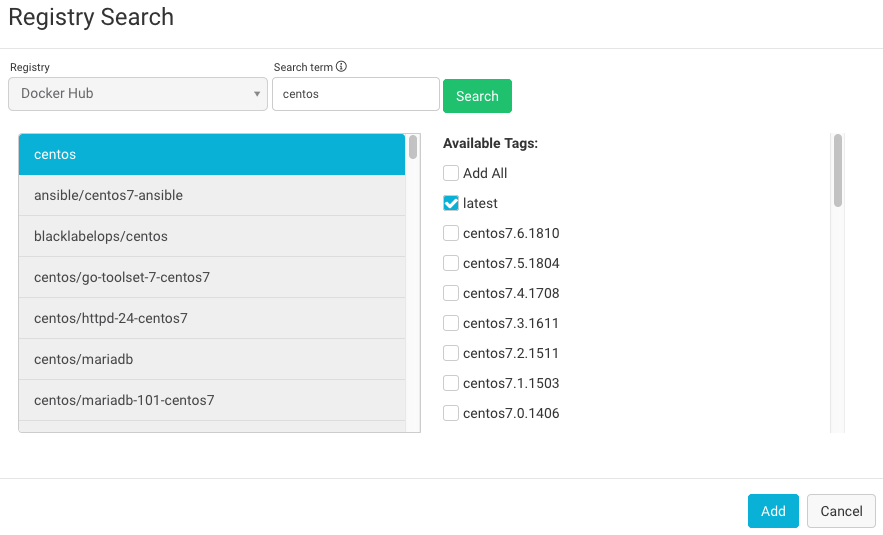 Registry Search
Registry
Search term
Docker Hub
centos
Search
centos
ansible/centos7-ansible
blacklabelops/centos
centos/go-toolset-7-centos7
centos/httpd-24-centos7
centos/mariadb
centos/mariadb-101-centos7
Available Tags:
Add All
latest
centos7.6.1810
centos7.5.1804
centos7.4.1708
centos7.3.1611
centos7.2.1511
centos7.1.1503
centos7.0.1406
Add
Cancel